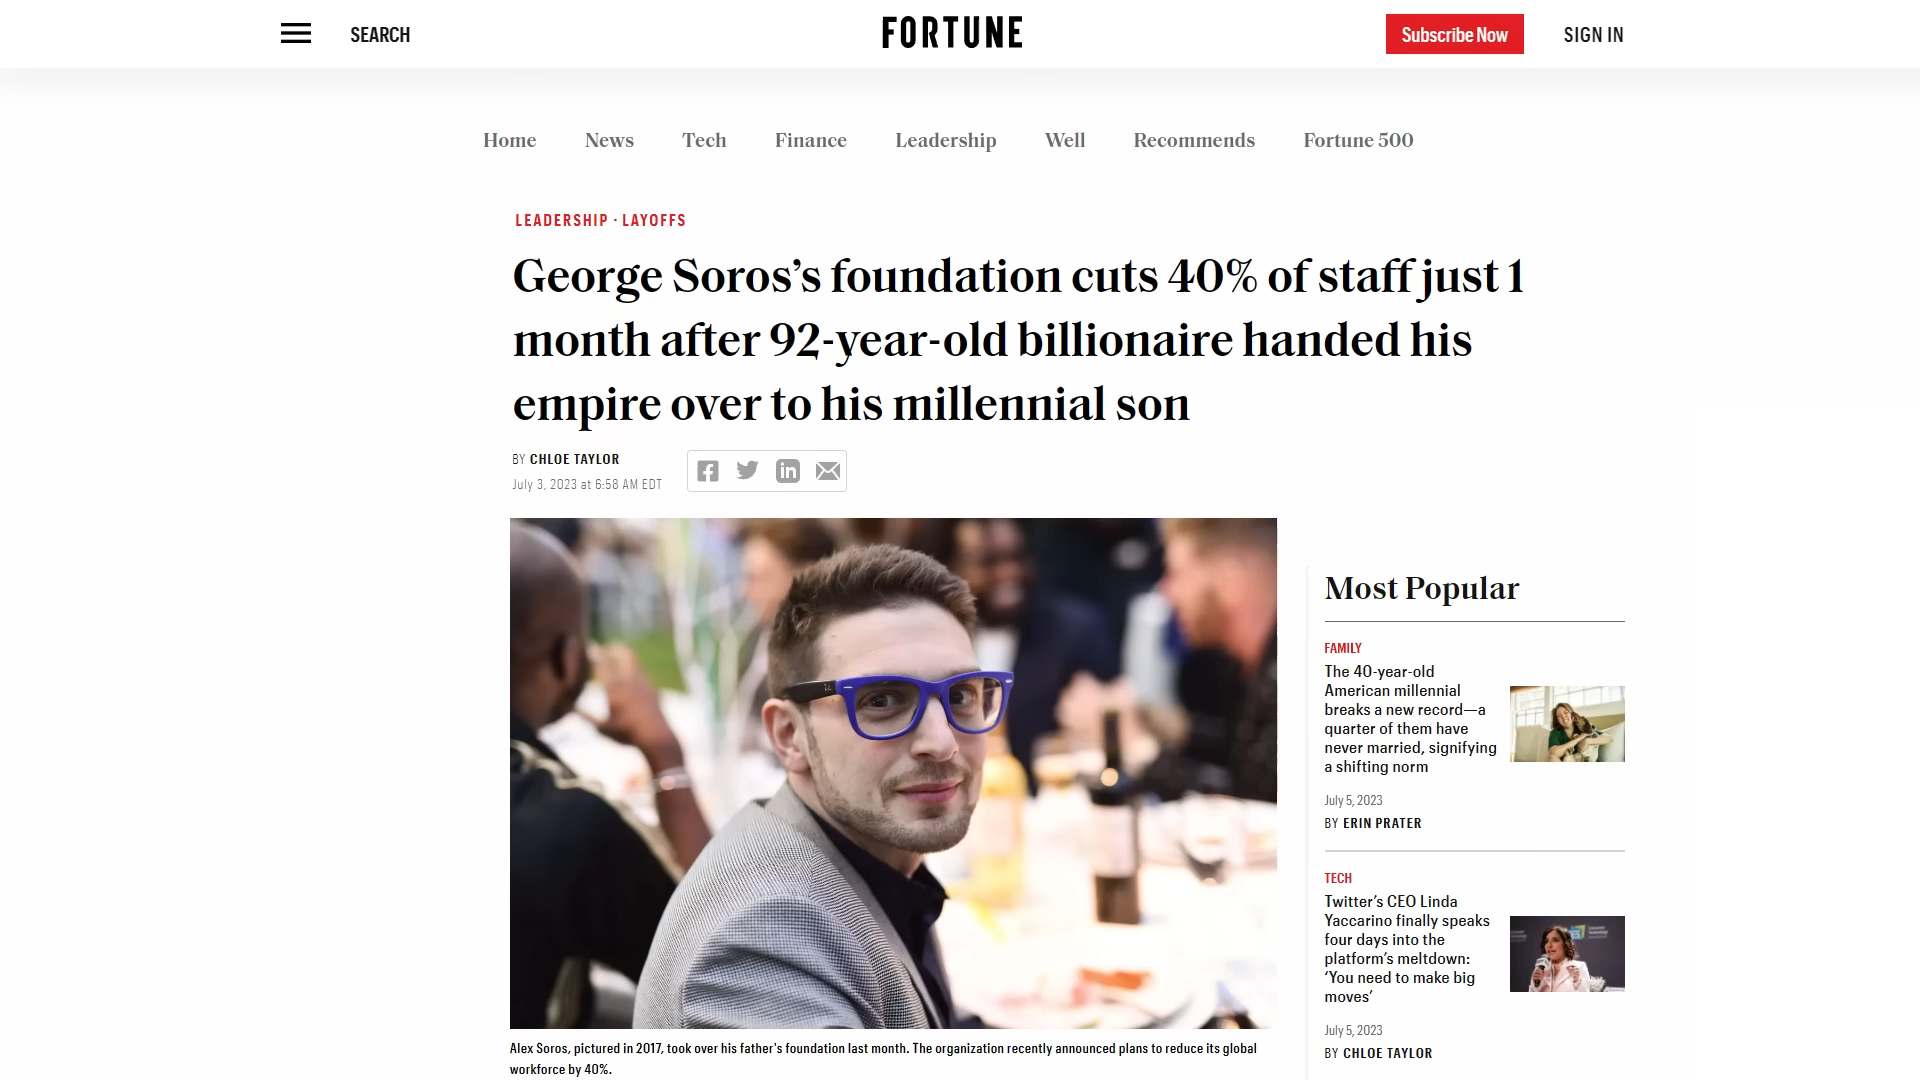 SEARCH
FORTUNE
Subscribe Now
SIGN IN
Home
News
Tech
Finance
Leadership
Well
Recommends
Fortune 500
LEADERSHIP · LAYOFFS
George Soros’s foundation cuts 40% of staff just 1
month after 92-year-old billionaire handed his
empire over to his millennial son
BY CHLOE TAYLOR
July 3, 2023 at 6:58 AM EDT
Alex Soros, pictured in 2017, took over his father's foundation last month. The organization recently announced plans to reduce its global
workforce by 40%.
Most Popular
FAMILY
The 40-year-old
American millennial
breaks a new record—a
quarter of them have
never married, signifying
a shifting norm
July 5, 2023
BY ERIN PRATER
TECH
Twitter’s CEO Linda
Yaccarino finally speaks
four days into the
platform’s meltdown:
‘You need to make big
moves’
July 5, 2023
BY CHLOE TAYLOR